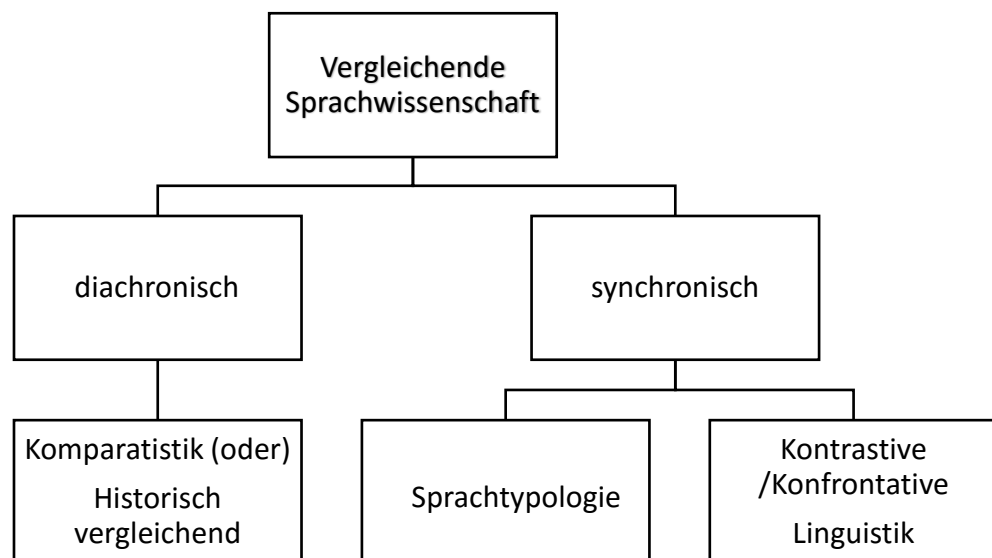 Vergleichende
Sprachwissenschaft
diachronisch
synchronisch
Komparatistik (oder)
Historisch
vergleichend
Sprachtypologie
Kontrastive
/Konfrontative
Linguistik